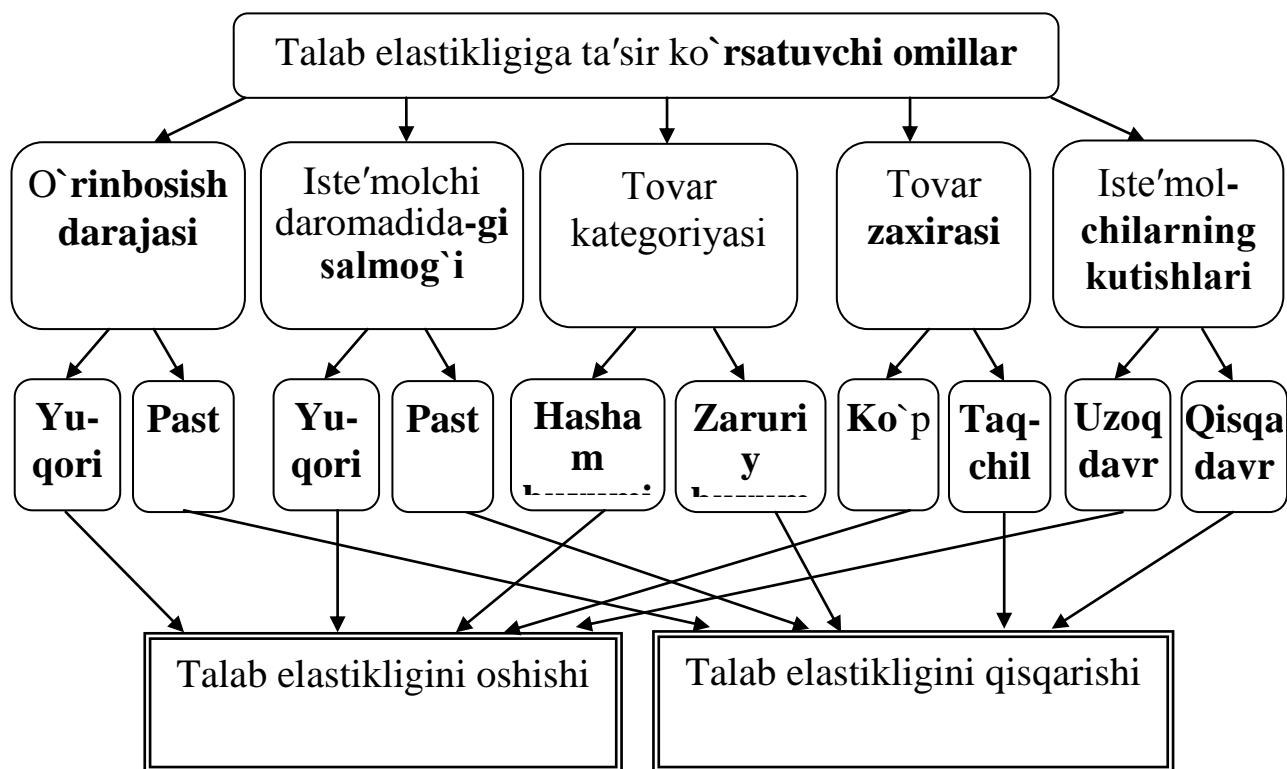 Talab elastikligiga ta′sir ko`rsatuvchi omillar
O`rinbosish
darajasi
Iste′molchi
daromadida-gi
salmog`i
Tovar
kategoriyasi
Tovar
zaxirasi
Iste′mol-
chilarning
kutishlari
Yu-
qori
Past
Yu-
qori
Past
Hasha
m
Zaruri
y
Ko`p
Taq-
chil
Uzoq
davr
Qisqa
davr
Talab elastikligini oshishi
Talab elastikligini qisqarishi